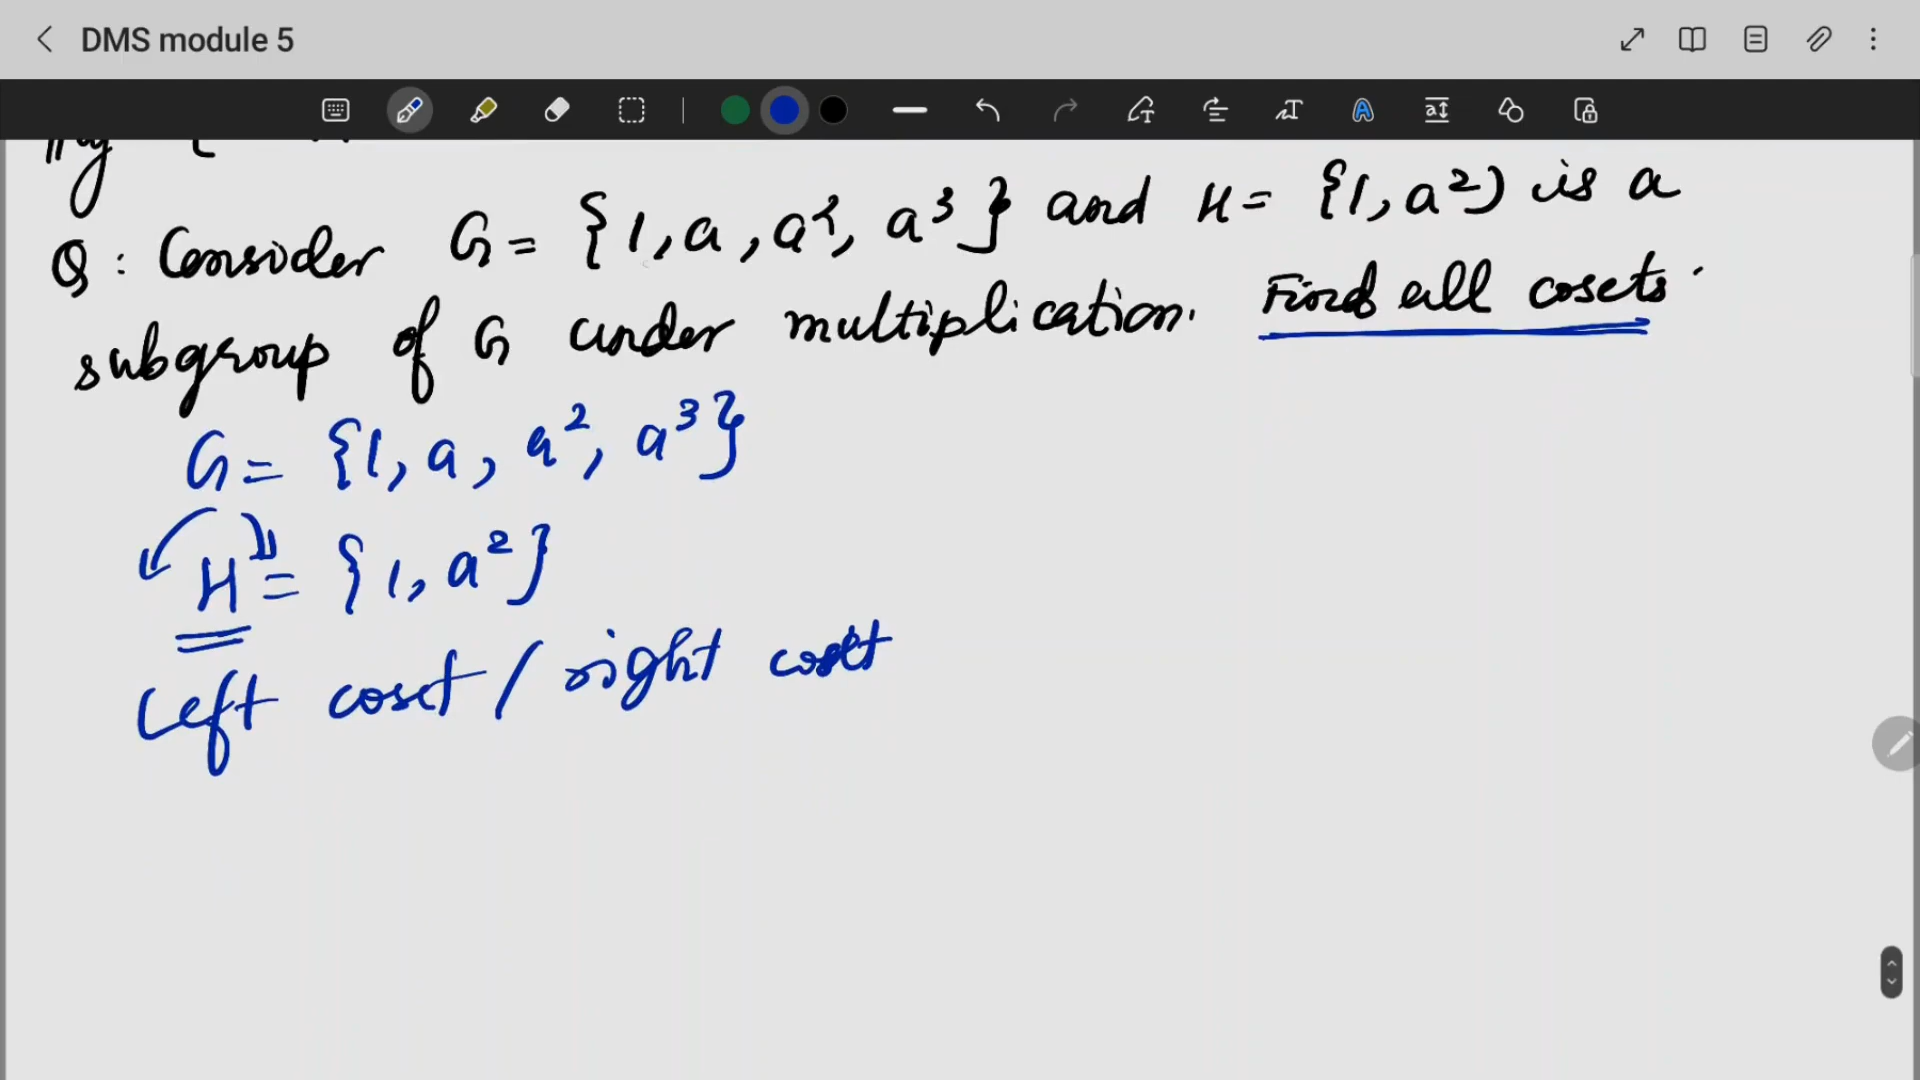 DMS module 5
Q: Consider G = {1, a, a², a³} and H = {1, a²) is a
subgroup of G under multiplication. Find all cosets.
G = {1, a, a², a³}
H = {1, a²}
Left coset / right coset